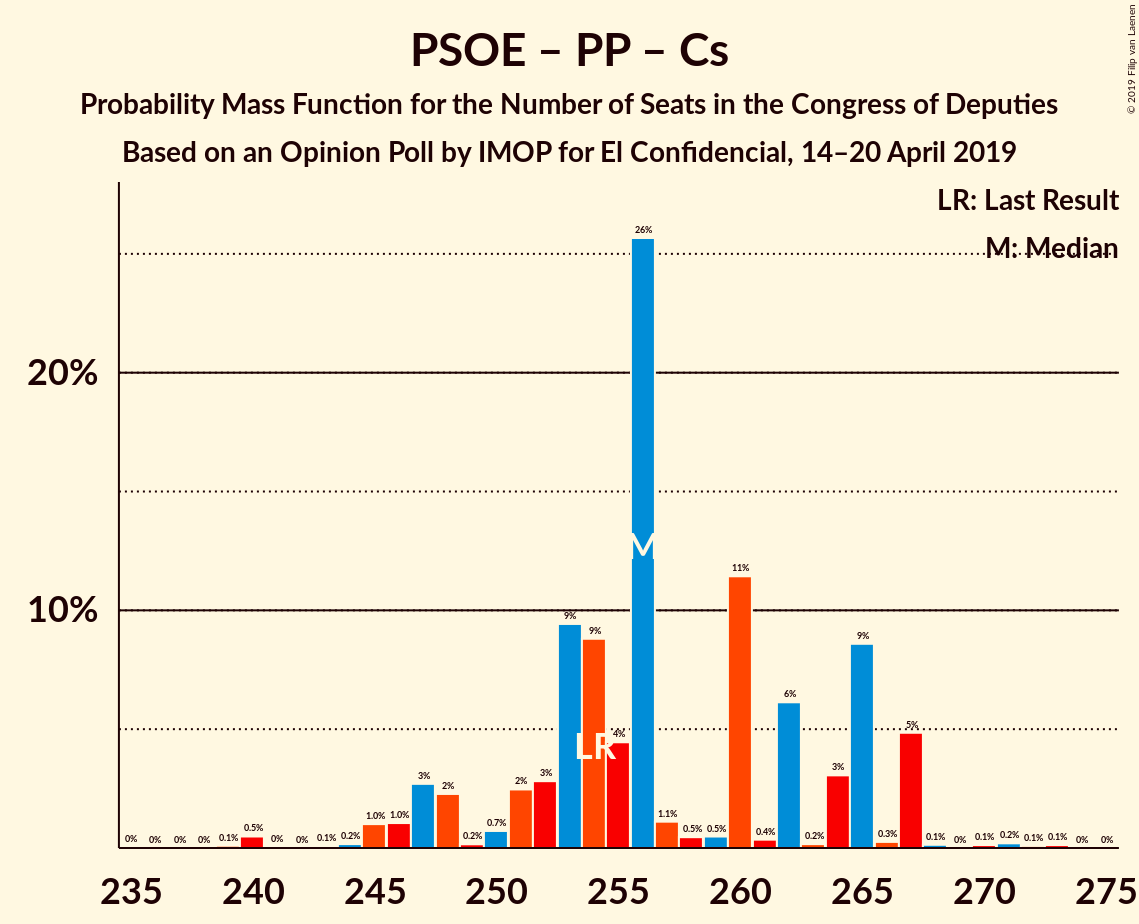 PSOE – PP – Cs
Probability Mass Function for the Number of Seats in the Congress of Deputies
Based on an Opinion Poll by IMOP for El Confidencial, 14–20 April 2019
© 2019 Filip van Laenen
LR: Last Result
M: Median
20%
10%
0% 0% 0% 0% 0.1% 0.5% 0% 0% 0.1% 0.2% 1.0% 1.0% 3% 2% 0.2% 0.7% 2% 3% 9% 9% 4% 26% 1.1% 0.5% 0.5% 11% 0.4% 6% 0.2% 3% 9% 0.3% 5% 0.1% 0% 0.1% 0.2% 0.1% 0.1% 0% 0%
M
LR
235 240 245 250 255 260 265 270 275